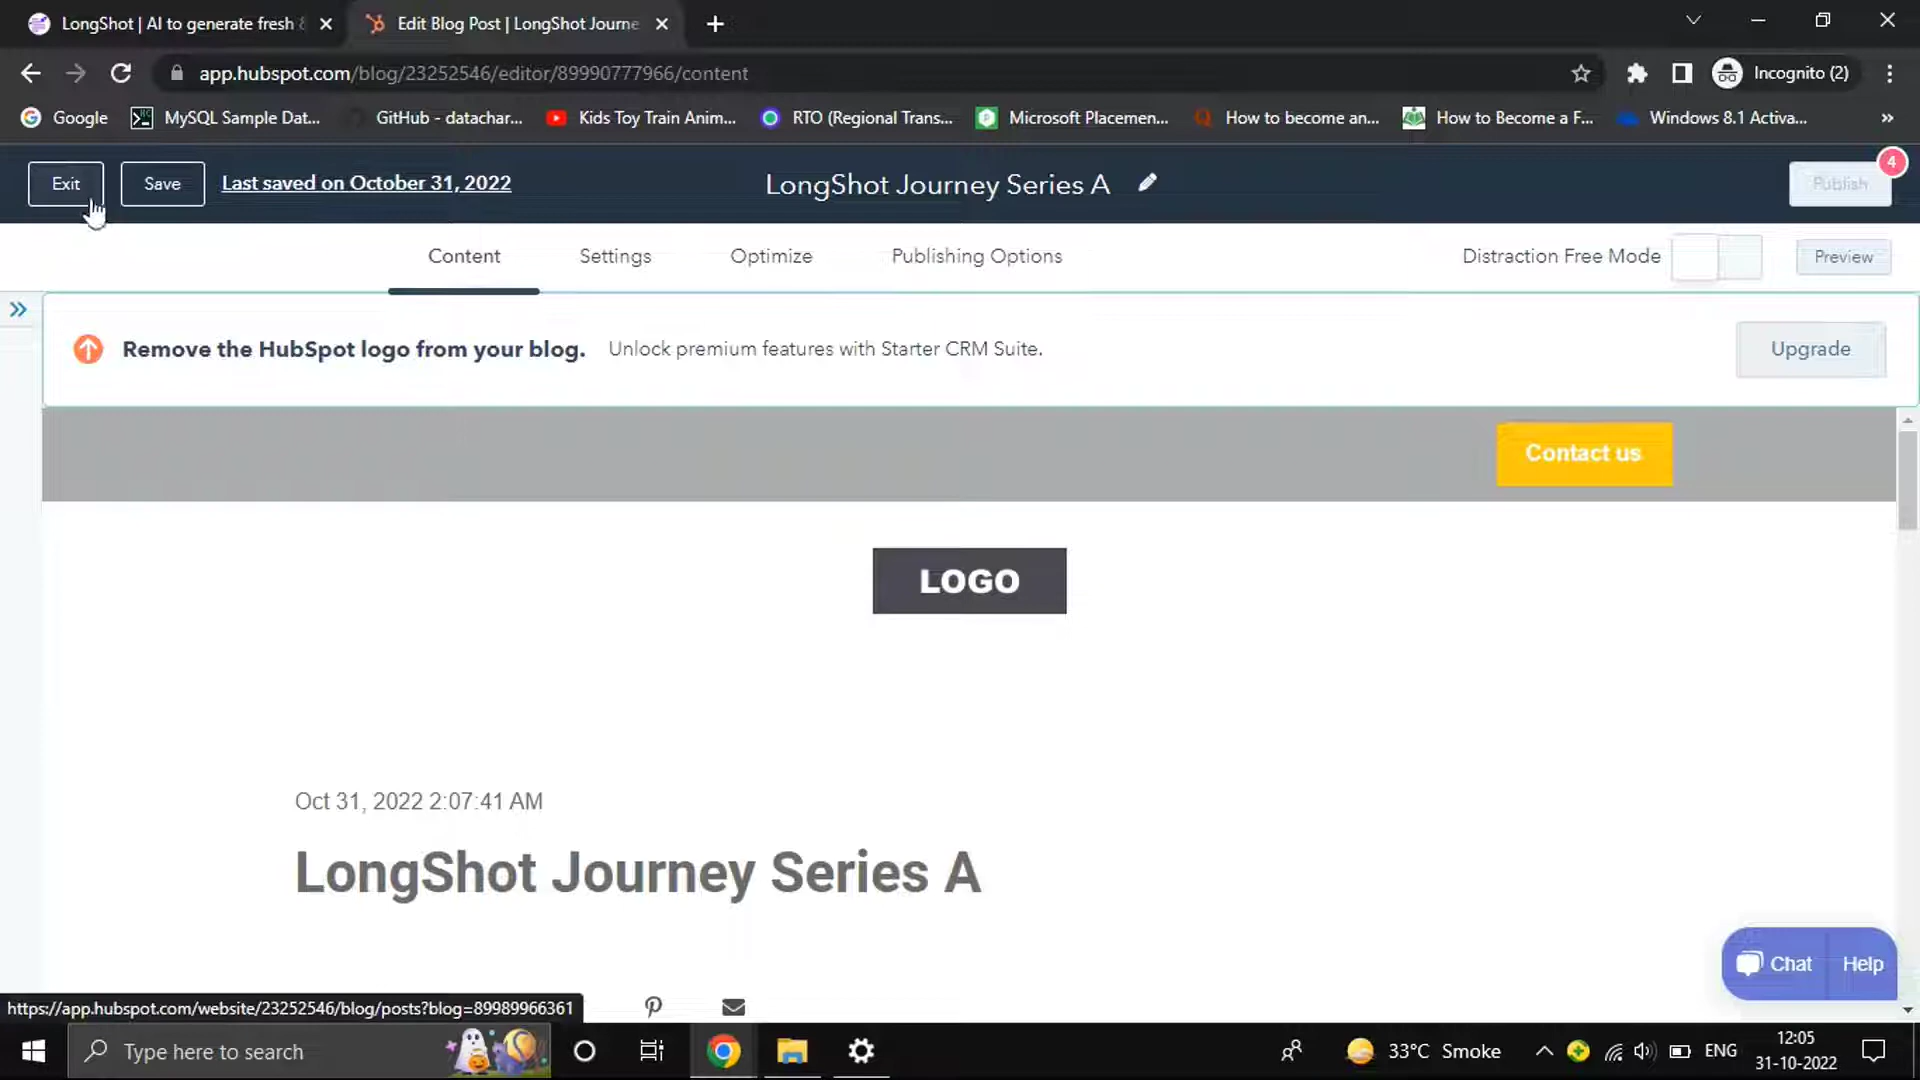 LongShot | AI to generate fresh &
Edit Blog Post | LongShot Journe
app.hubspot.com/blog/23252546/editor/89990777966/content
Incognito (2)
Google
MySQL Sample Dat...
GitHub - datachar...
Kids Toy Train Anim...
RTO (Regional Trans...
Microsoft Placemen...
How to become an...
How to Become a F...
Windows 8.1 Activa...
Exit
Save
Last saved on October 31, 2022
LongShot Journey Series A
Publish
4
Content
Settings
Optimize
Publishing Options
Distraction Free Mode
Preview
Remove the HubSpot logo from your blog.
Unlock premium features with Starter CRM Suite.
Upgrade
Contact us
LOGO
Oct 31, 2022 2:07:41 AM
LongShot Journey Series A
Chat
Help
https://app.hubspot.com/website/23252546/blog/posts?blog=89989966361
Type here to search
33°C Smoke
ENG
12:05
31-10-2022